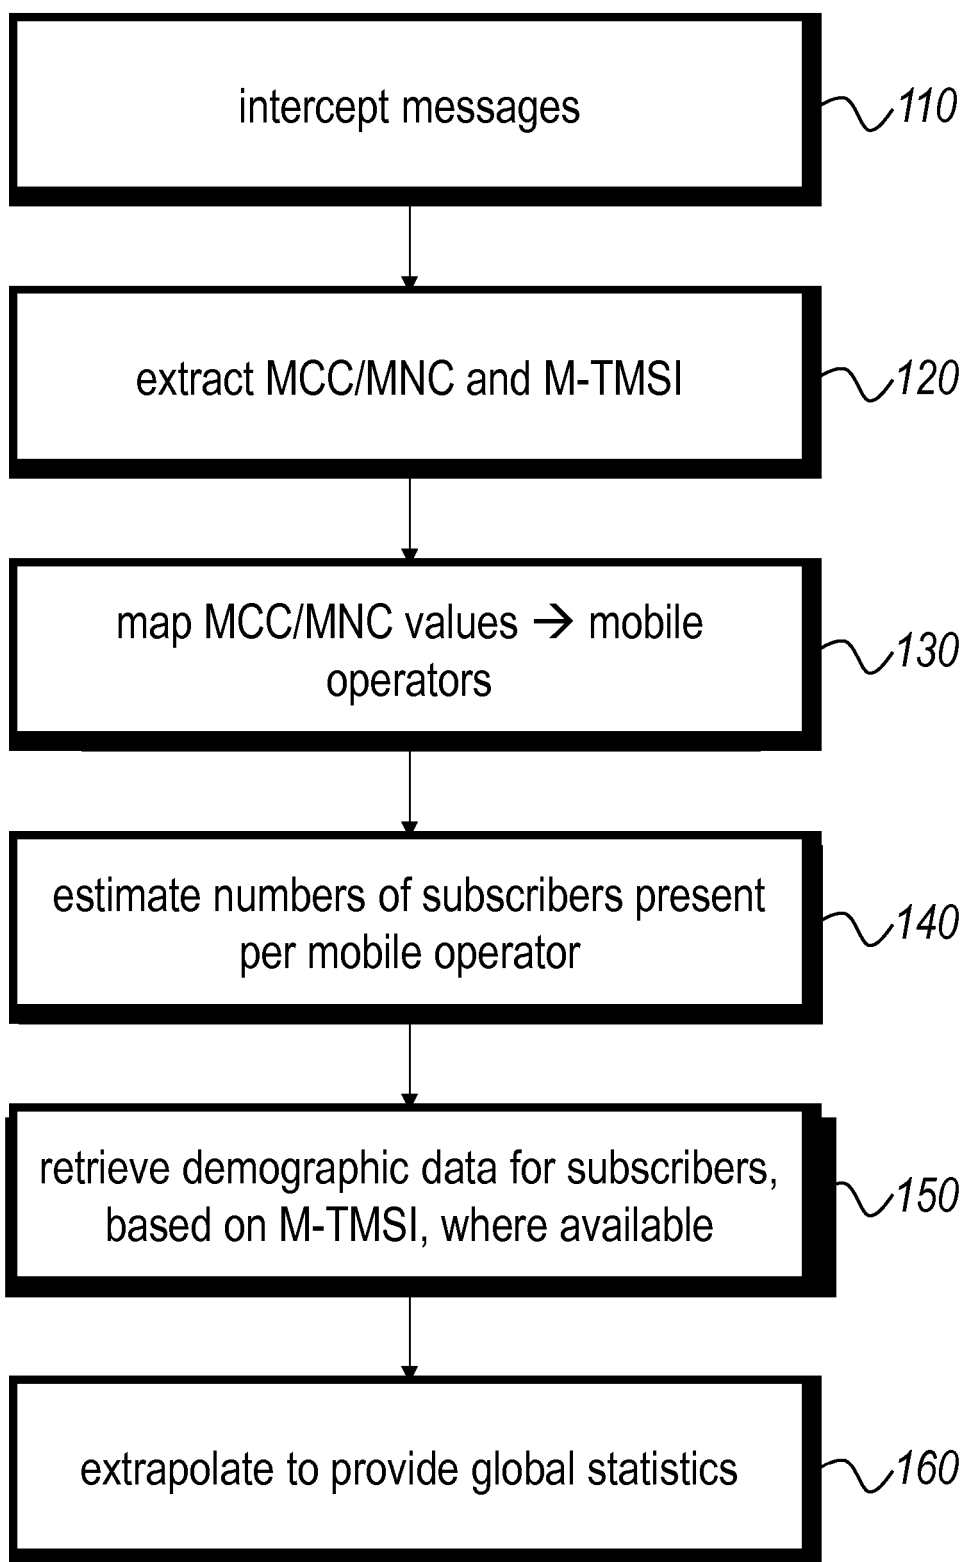 intercept messages
110
extract MCC/MNC and M-TMSI
120
map MCC/MNC values → mobile
operators
130
estimate numbers of subscribers present
per mobile operator
140
retrieve demographic data for subscribers,
based on M-TMSI, where available
150
extrapolate to provide global statistics
160